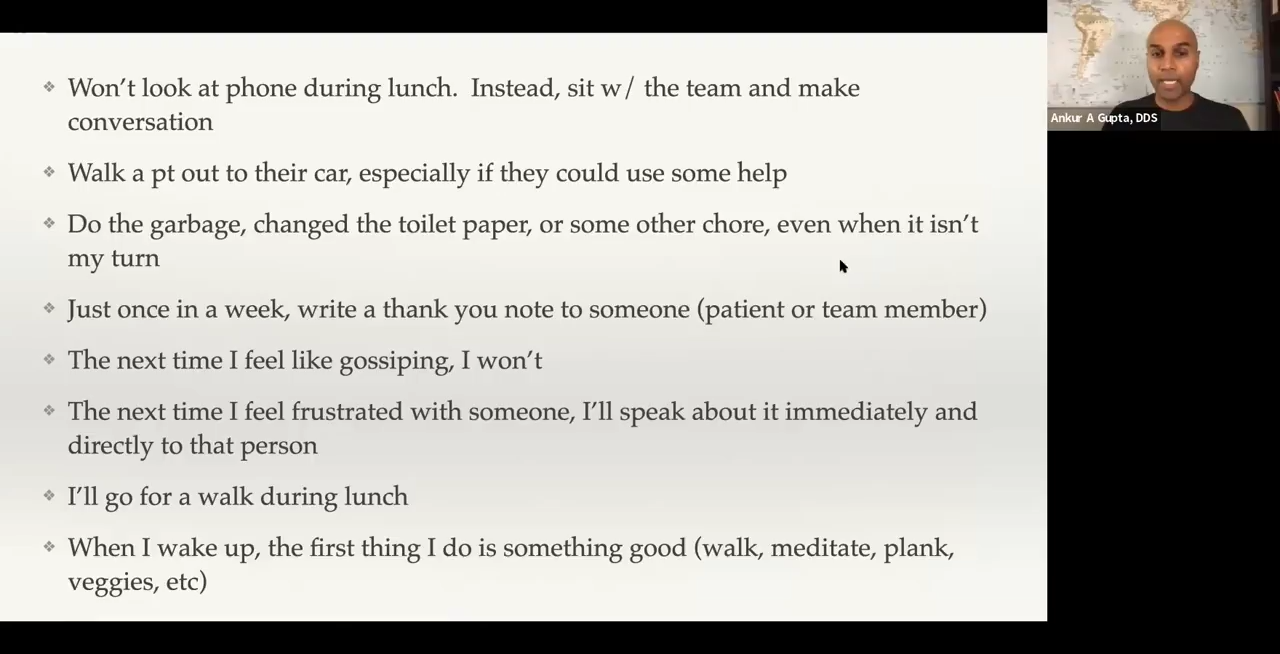 Won’t look at phone during lunch.  Instead, sit w/ the team and make
conversation
Walk a pt out to their car, especially if they could use some help
Do the garbage, changed the toilet paper, or some other chore, even when it isn’t
my turn
Just once in a week, write a thank you note to someone (patient or team member)
The next time I feel like gossiping, I won’t
The next time I feel frustrated with someone, I’ll speak about it immediately and
directly to that person
I’ll go for a walk during lunch
When I wake up, the first thing I do is something good (walk, meditate, plank,
veggies, etc)
Ankur A Gupta, DDS